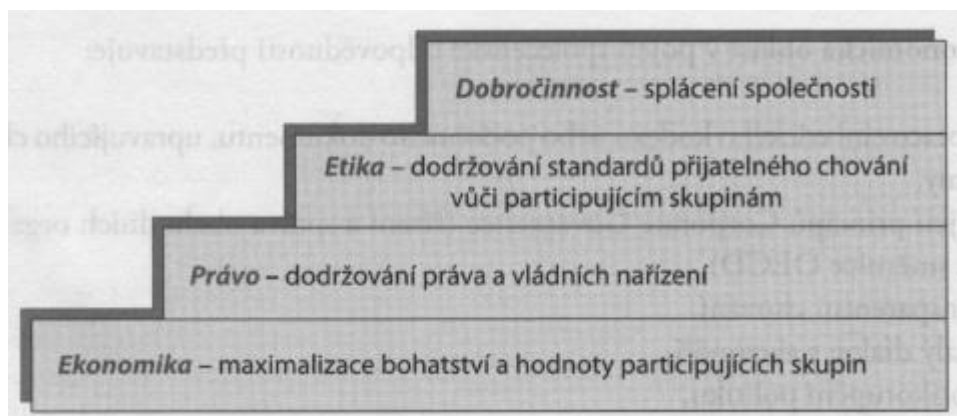 Dobročinnost – splácení společnosti
Etika – dodržování standardů přijatelného chování
vůči participujícím skupinám
Právo – dodržování práva a vládních nařízení
Ekonomika – maximalizace bohatství a hodnoty participujících skupin